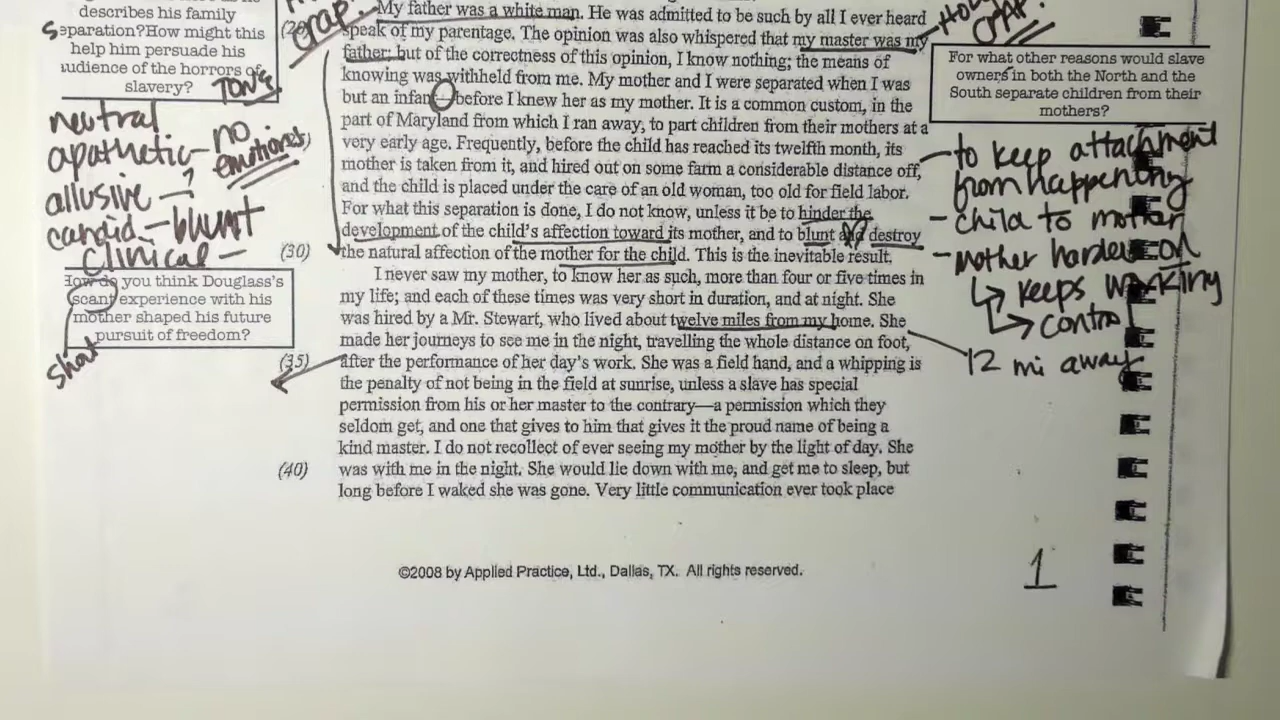 describes his family
separation? How might this
help him persuade his
audience of the horrors of
slavery?
TONE
neutral
apathetic - no
emotions
allusive - ?
candid - blunt
clinical -
How do you think Douglass's
scant experience with his
mother shaped his future
pursuit of freedom?
short
crap!
My father was a white man. He was admitted to be such by all I ever heard
speak of my parentage. The opinion was also whispered that my master was my
father; but of the correctness of this opinion, I know nothing; the means of
knowing was withheld from me. My mother and I were separated when I was
but an infant—before I knew her as my mother. It is a common custom, in the
part of Maryland from which I ran away, to part children from their mothers at a
very early age. Frequently, before the child has reached its twelfth month, its
mother is taken from it, and hired out on some farm a considerable distance off,
and the child is placed under the care of an old woman, too old for field labor.
For what this separation is done, I do not know, unless it be to hinder the
development of the child's affection toward its mother, and to blunt and destroy
(30) the natural affection of the mother for the child. This is the inevitable result.
I never saw my mother, to know her as such, more than four or five times in
my life; and each of these times was very short in duration, and at night. She
was hired by a Mr. Stewart, who lived about twelve miles from my home. She
made her journeys to see me in the night, travelling the whole distance on foot,
(35) after the performance of her day's work. She was a field hand, and a whipping is
the penalty of not being in the field at sunrise, unless a slave has special
permission from his or her master to the contrary—a permission which they
seldom get, and one that gives to him that gives it the proud name of being a
kind master. I do not recollect of ever seeing my mother by the light of day. She
(40) was with me in the night. She would lie down with me, and get me to sleep, but
long before I waked she was gone. Very little communication ever took place
HOLY
CRAP!
For what other reasons would slave
owners in both the North and the
South separate children from their
mothers?
- to keep attachment
from happening
- child to mother
- mother harder on
keeps working
control
12 mi away
©2008 by Applied Practice, Ltd., Dallas, TX. All rights reserved.
1